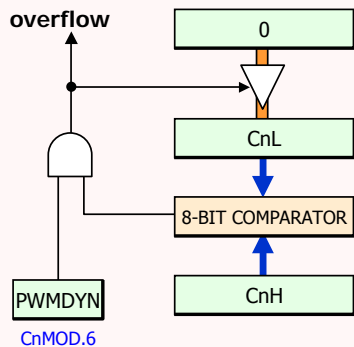 overflow
0
CnL
8-BIT COMPARATOR
CnH
PWMDYN
CnMOD.6